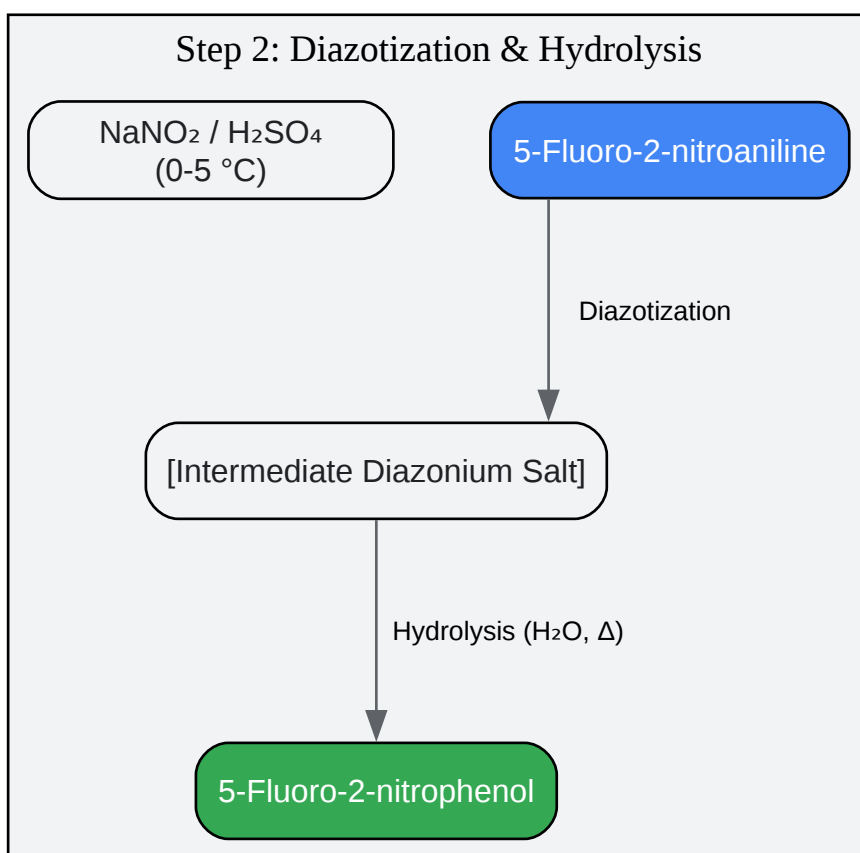 Step 2: Diazotization & Hydrolysis
NaNO₂ / H₂SO₄
(0-5 °C)
5-Fluoro-2-nitroaniline
Diazotization
[Intermediate Diazonium Salt]
Hydrolysis (H₂O, Δ)
5-Fluoro-2-nitrophenol